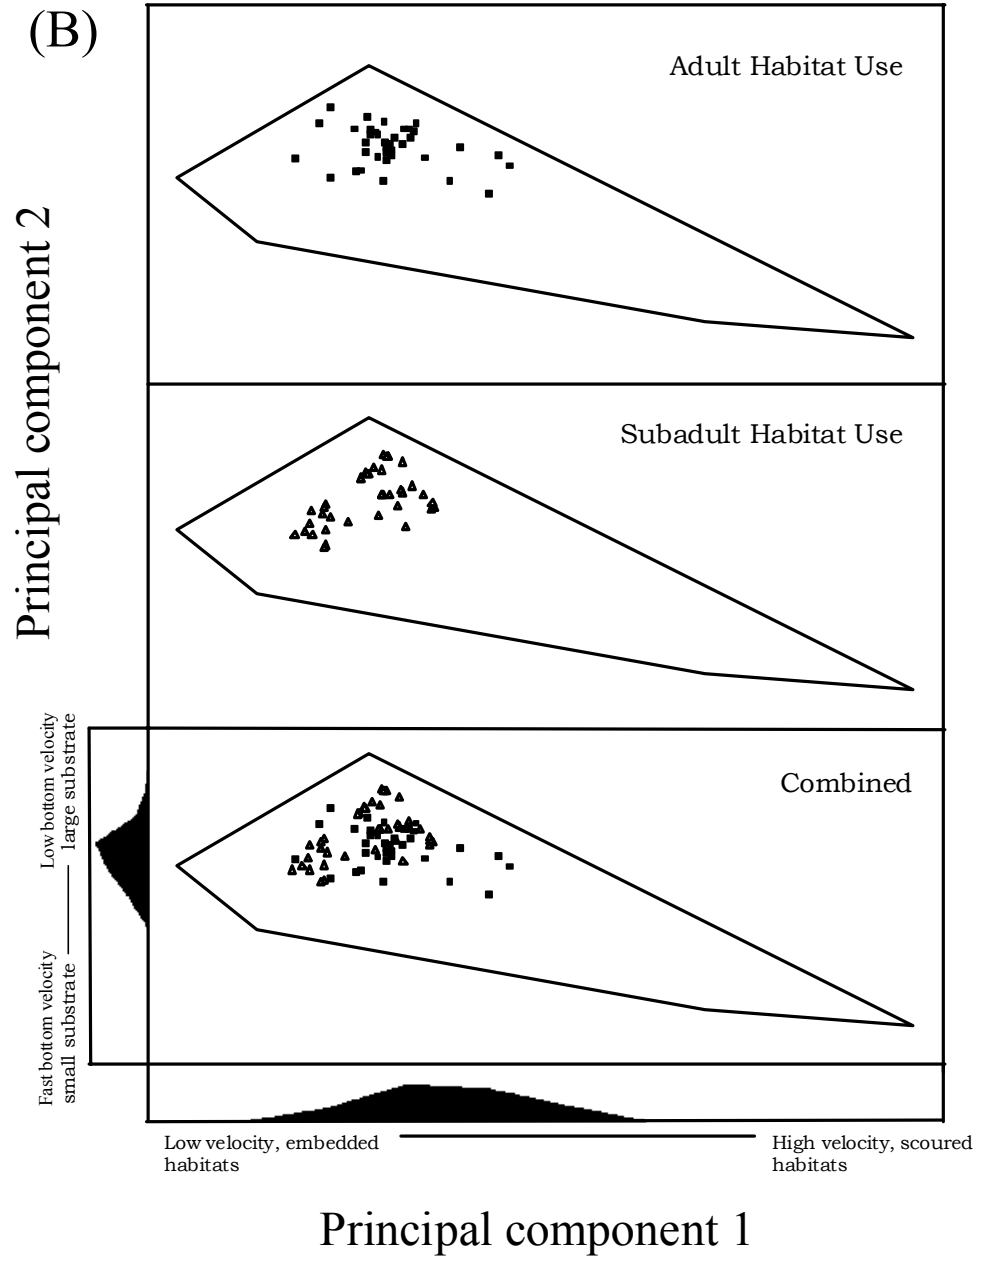 (B)
Adult Habitat Use
Subadult Habitat Use
Combined
Principal component 2
Low bottom velocity
large substrate
Fast bottom velocity
small substrate
Low velocity, embedded
habitats
High velocity, scoured
habitats
Principal component 1